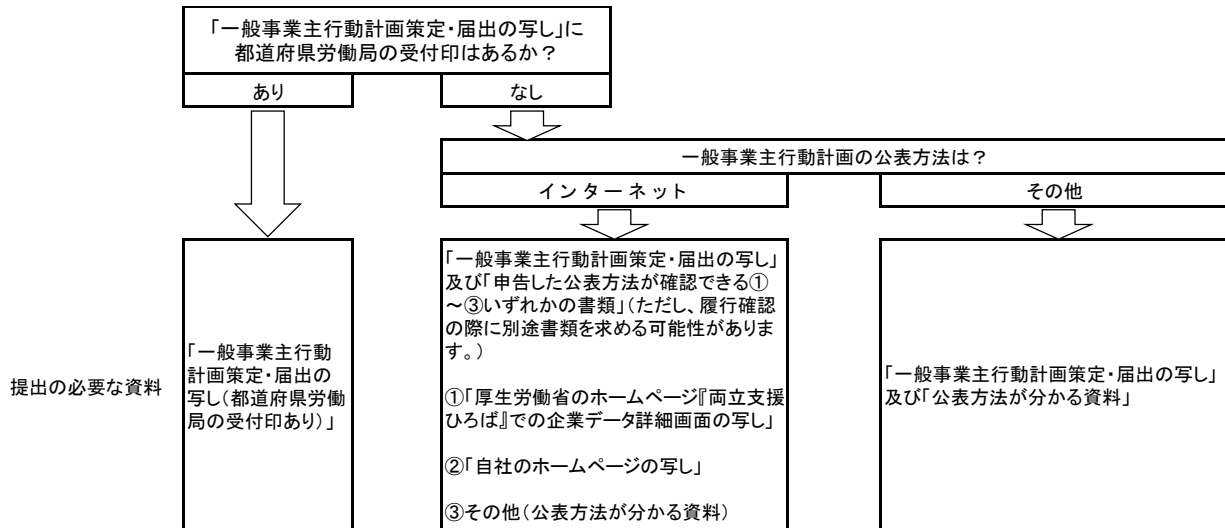 「一般事業主行動計画策定・届出の写し」に
都道府県労働局の受付印はあるか？
あり
なし
一般事業主行動計画の公表方法は？
インターネット
その他
提出の必要な資料
「一般事業主行動
計画策定・届出の
写し（都道府県労働
局の受付印あり）」
「一般事業主行動計画策定・届出の写し」
及び「申告した公表方法が確認できる①
～③いずれかの書類」（ただし、履行確認
の際に別途書類を求める可能性がありま
す。）
①「厚生労働省のホームページ『両立支援
ひろば』での企業データ詳細画面の写し」
②「自社のホームページの写し」
③その他（公表方法が分かる資料）
「一般事業主行動計画策定・届出の写し」
及び「公表方法が分かる資料」